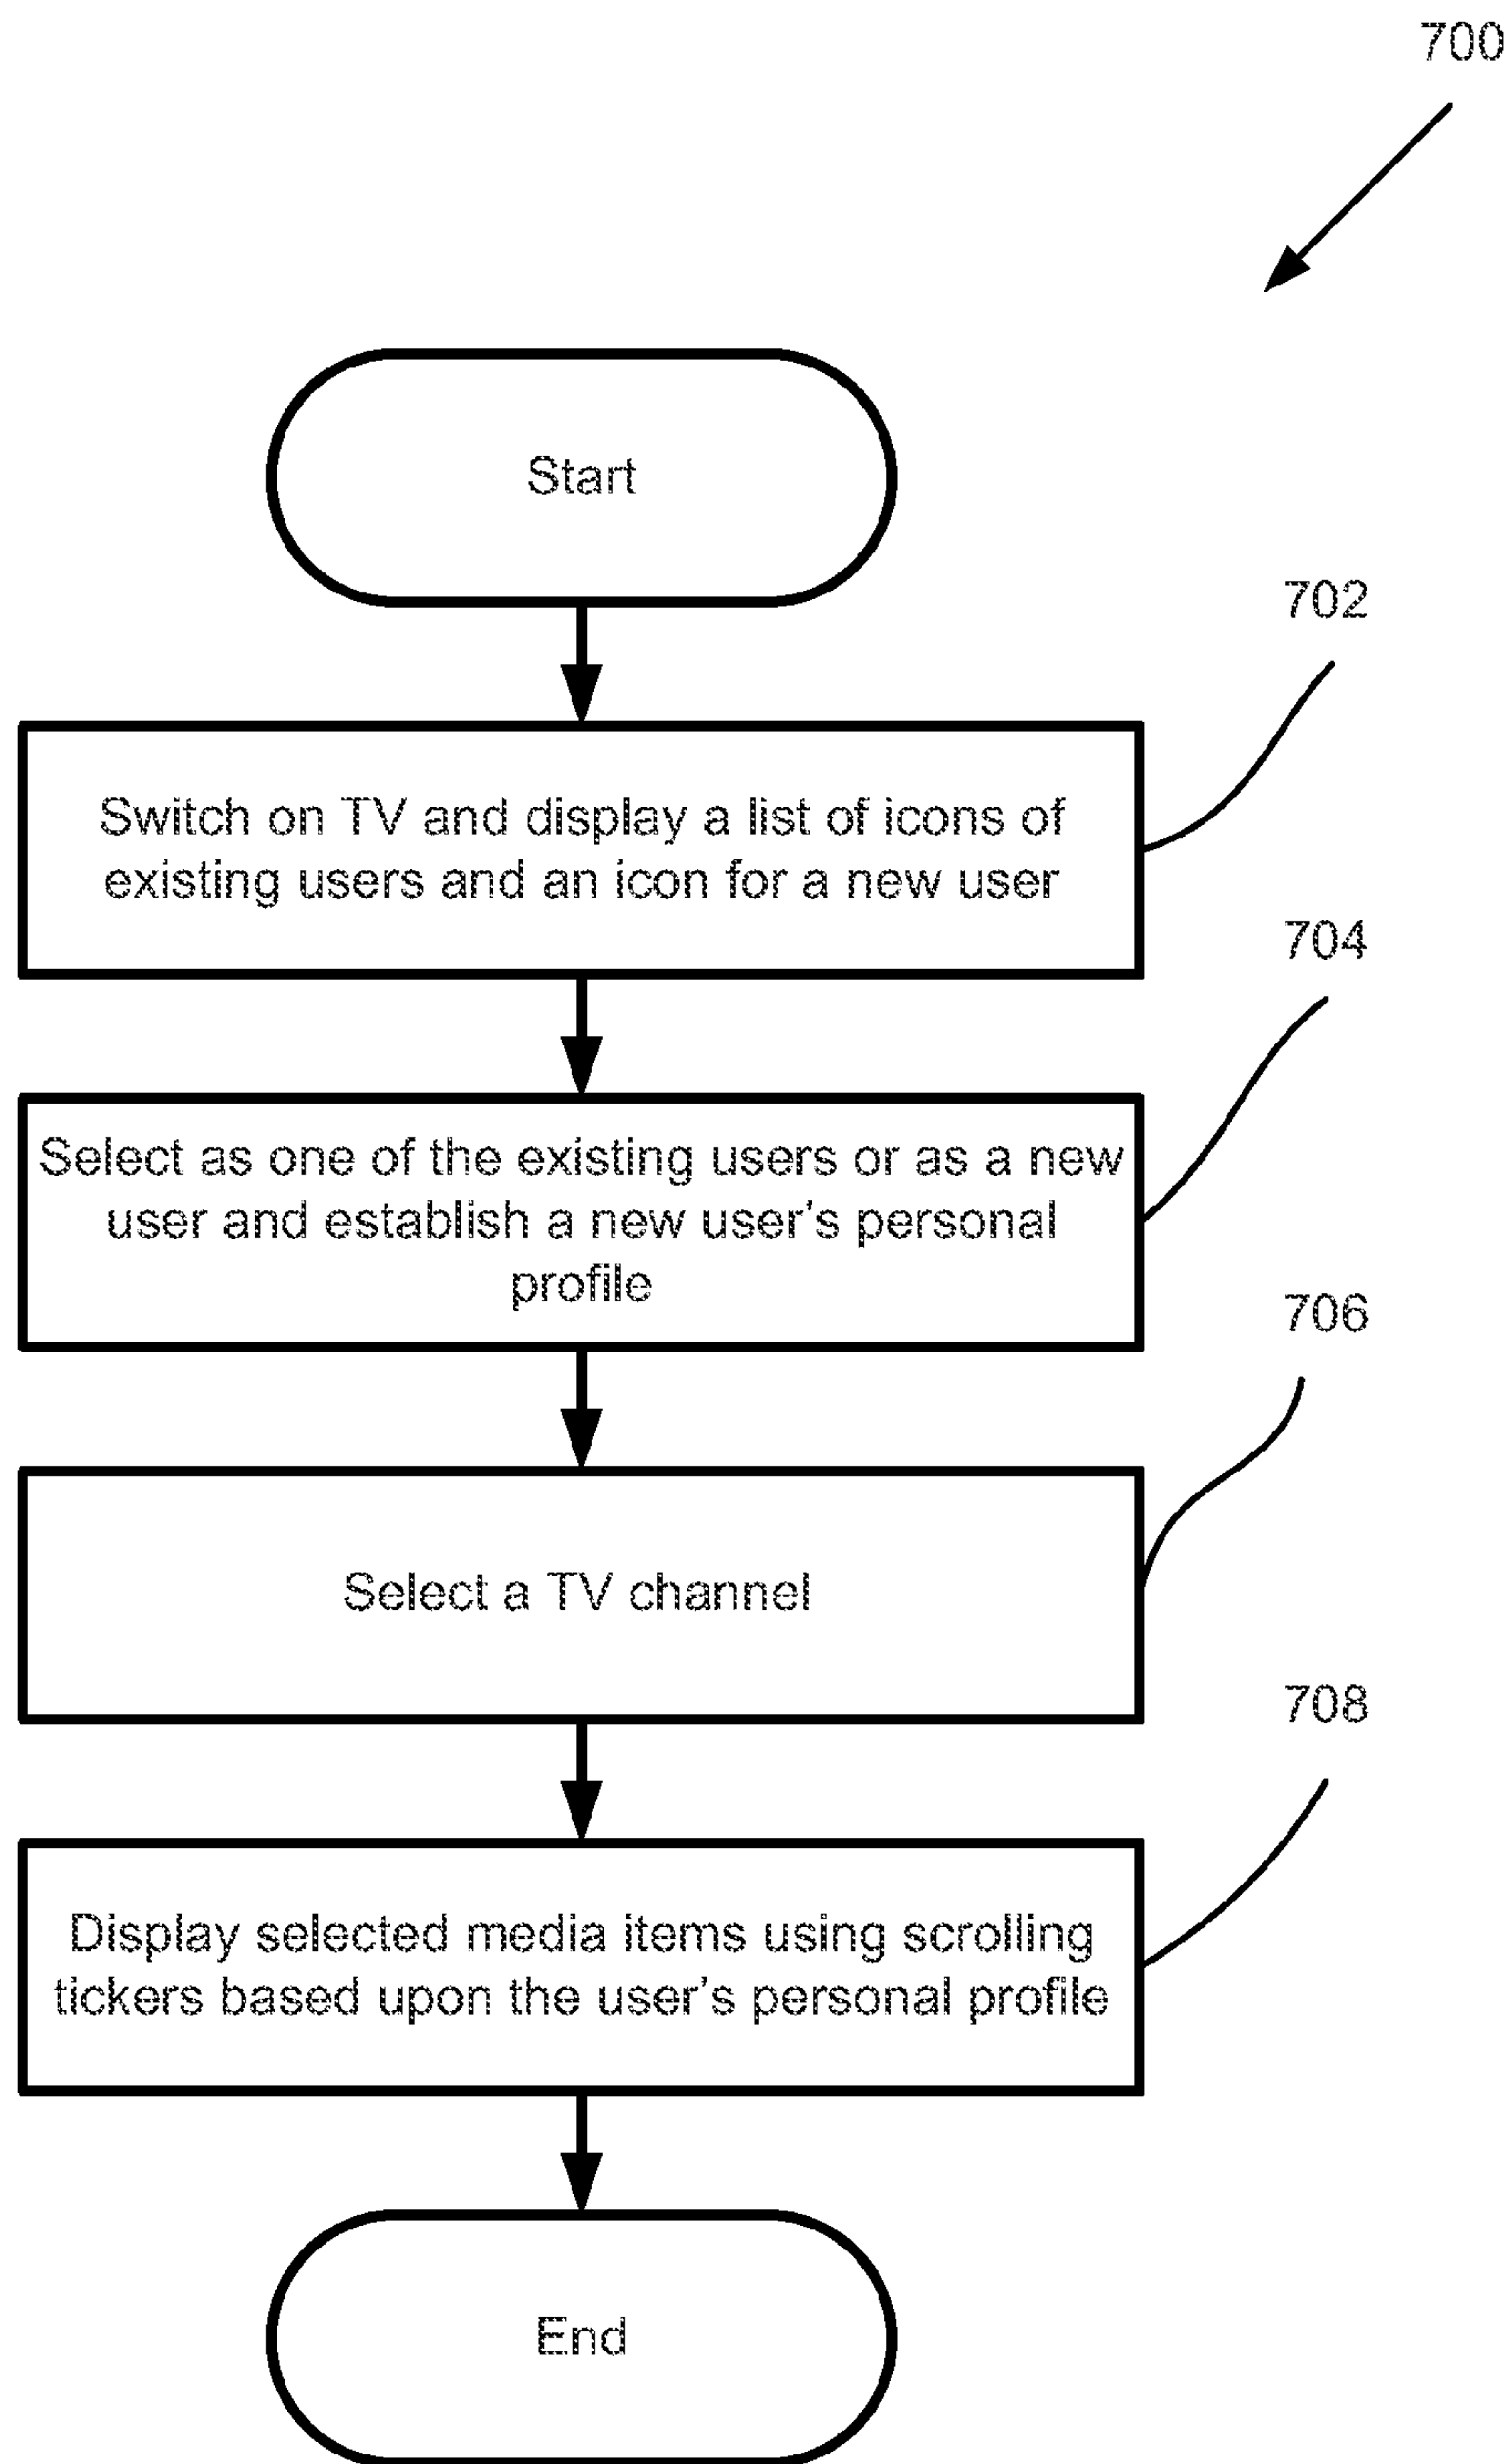 700
Start
702
Switch on TV and display a list of icons of
existing users and an icon for a new user
704
Select as one of the existing users or as a new
user and establish a new user's personal
profile
706
Select a TV channel
708
Display selected media items using scrolling
tickers based upon the user's personal profile
End